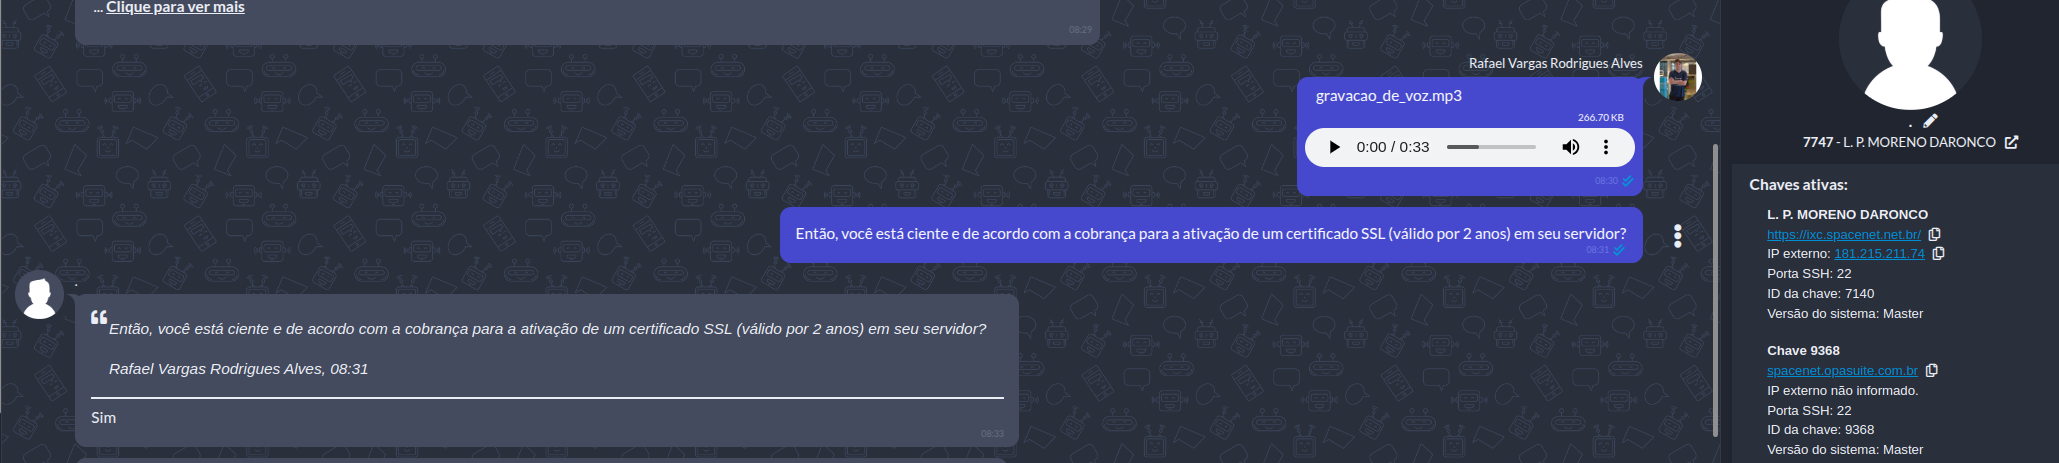 ... Clique para ver mais
08:29
Rafael Vargas Rodrigues Alves
gravacao_de_voz.mp3
266.70 KB
0:00 / 0:33
08:30
Então, você está ciente e de acordo com a cobrança para a ativação de um certificado SSL (válido por 2 anos) em seu servidor?
08:31
.
Então, você está ciente e de acordo com a cobrança para a ativação de um certificado SSL (válido por 2 anos) em seu servidor?
Rafael Vargas Rodrigues Alves, 08:31
Sim
08:33
.
7747 - L. P. MORENO DARONCO
Chaves ativas:
L. P. MORENO DARONCO
https://ixc.spacenet.net.br/
IP externo: 181.215.211.74
Porta SSH: 22
ID da chave: 7140
Versão do sistema: Master
Chave 9368
spacenet.opasuite.com.br
IP externo não informado.
Porta SSH: 22
ID da chave: 9368
Versão do sistema: Master